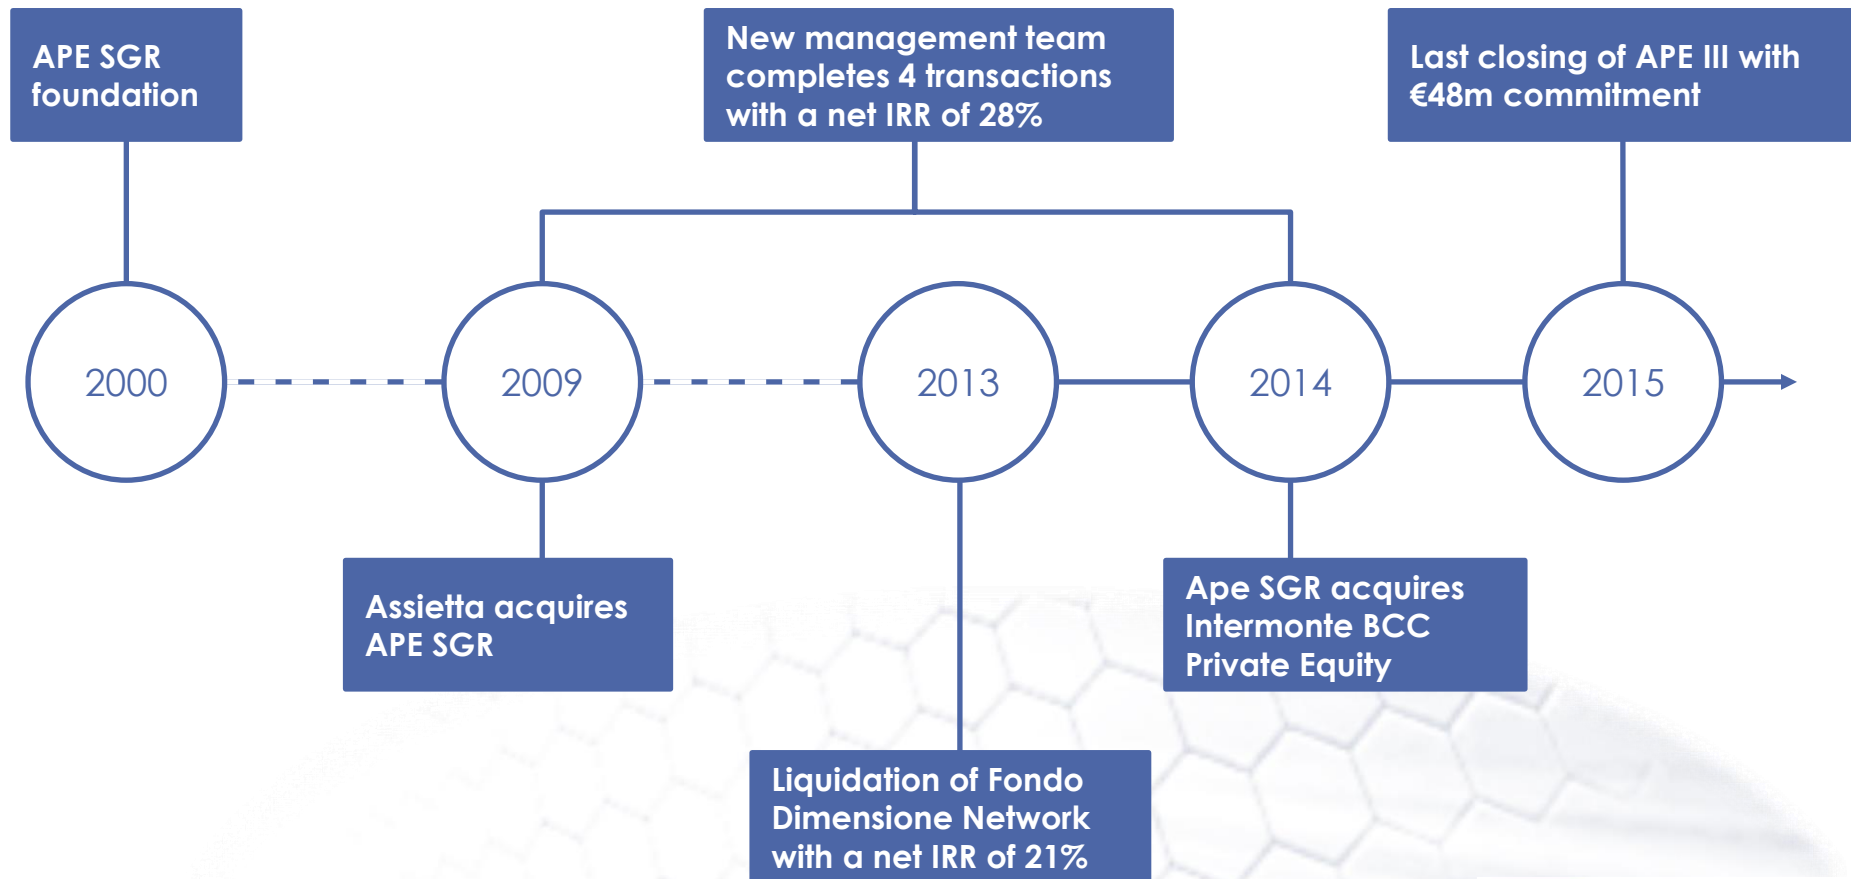 APE SGR
foundation
New management team
completes 4 transactions
with a net IRR of 28%
Last closing of APE III with
€48m commitment
2000
2009
2013
2014
2015
Assietta acquires
APE SGR
Ape SGR acquires
Intermonte BCC
Private Equity
Liquidation of Fondo
Dimensione Network
with a net IRR of 21%